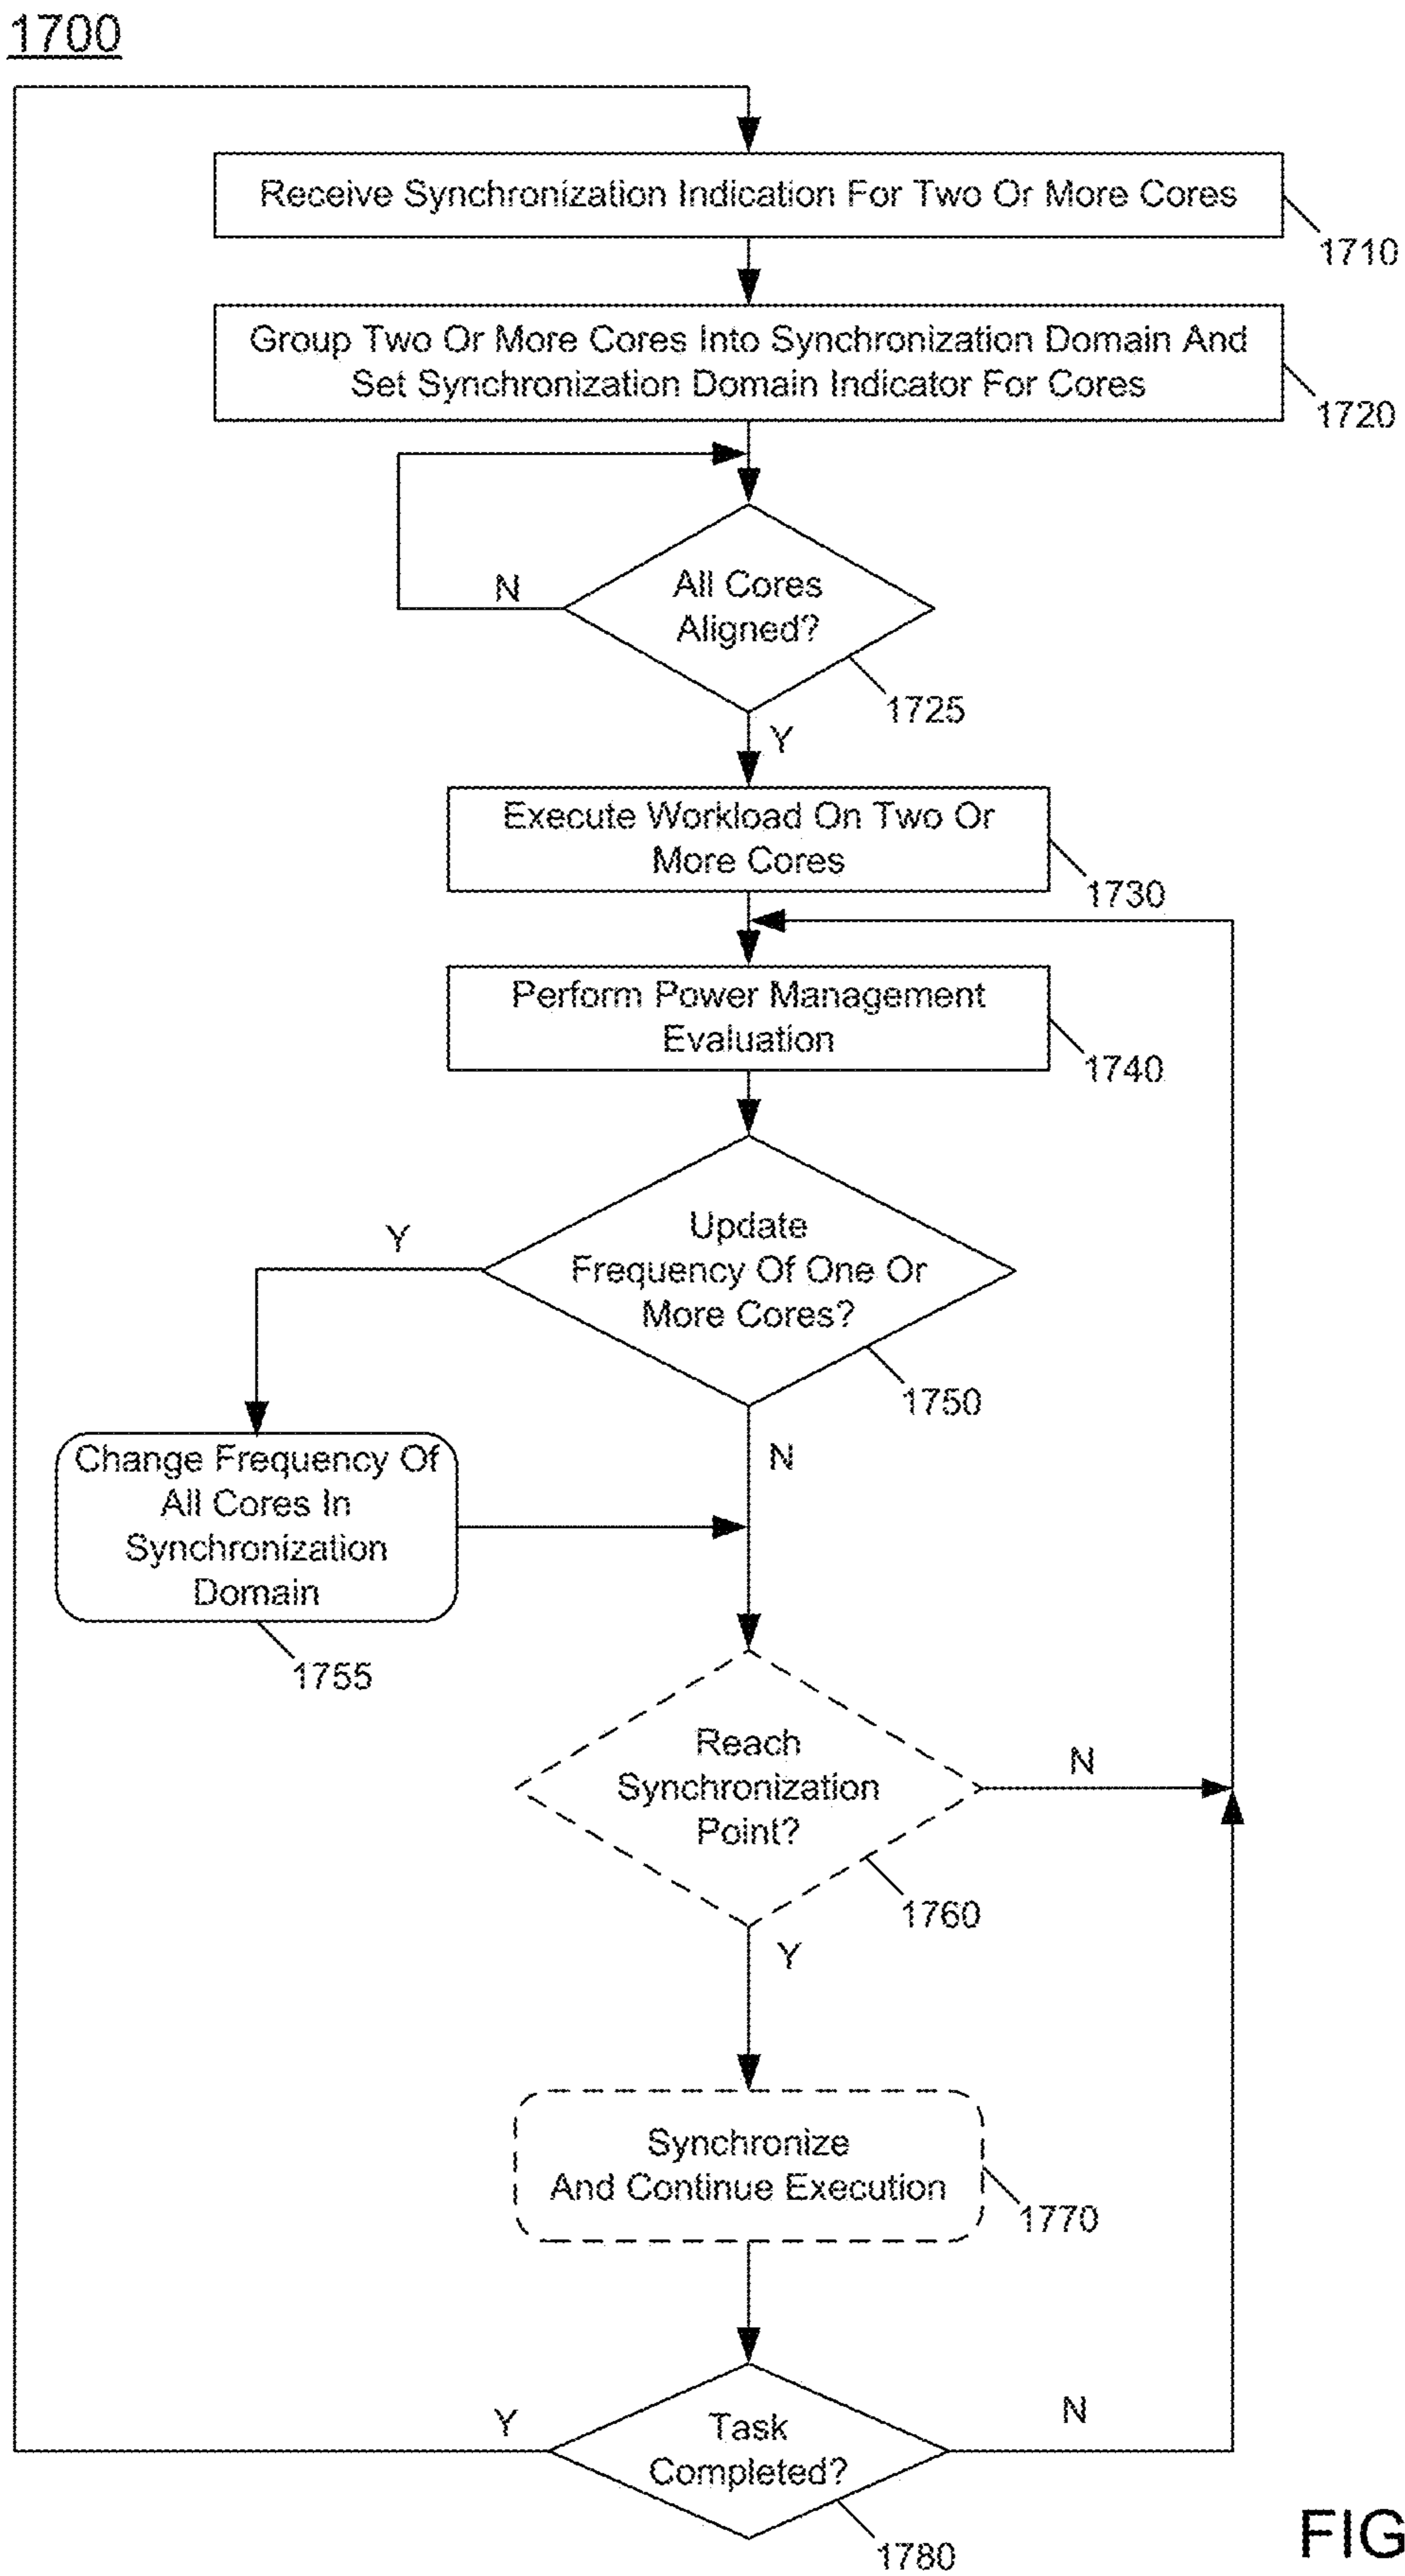 1700
Receive Synchronization Indication For Two Or More Cores
1710
Group Two Or More Cores Into Synchronization Domain And
Set Synchronization Domain Indicator For Cores
1720
N
All Cores
Aligned?
1725
Y
Execute Workload On Two Or
More Cores
1730
Perform Power Management
Evaluation
1740
Y
Update
Frequency Of One Or
More Cores?
1750
N
Change Frequency Of
All Cores In
Synchronization
Domain
1755
Reach
Synchronization
Point?
N
1760
Y
Synchronize
And Continue Execution
1770
Y
Task
Completed?
N
1780
FIG